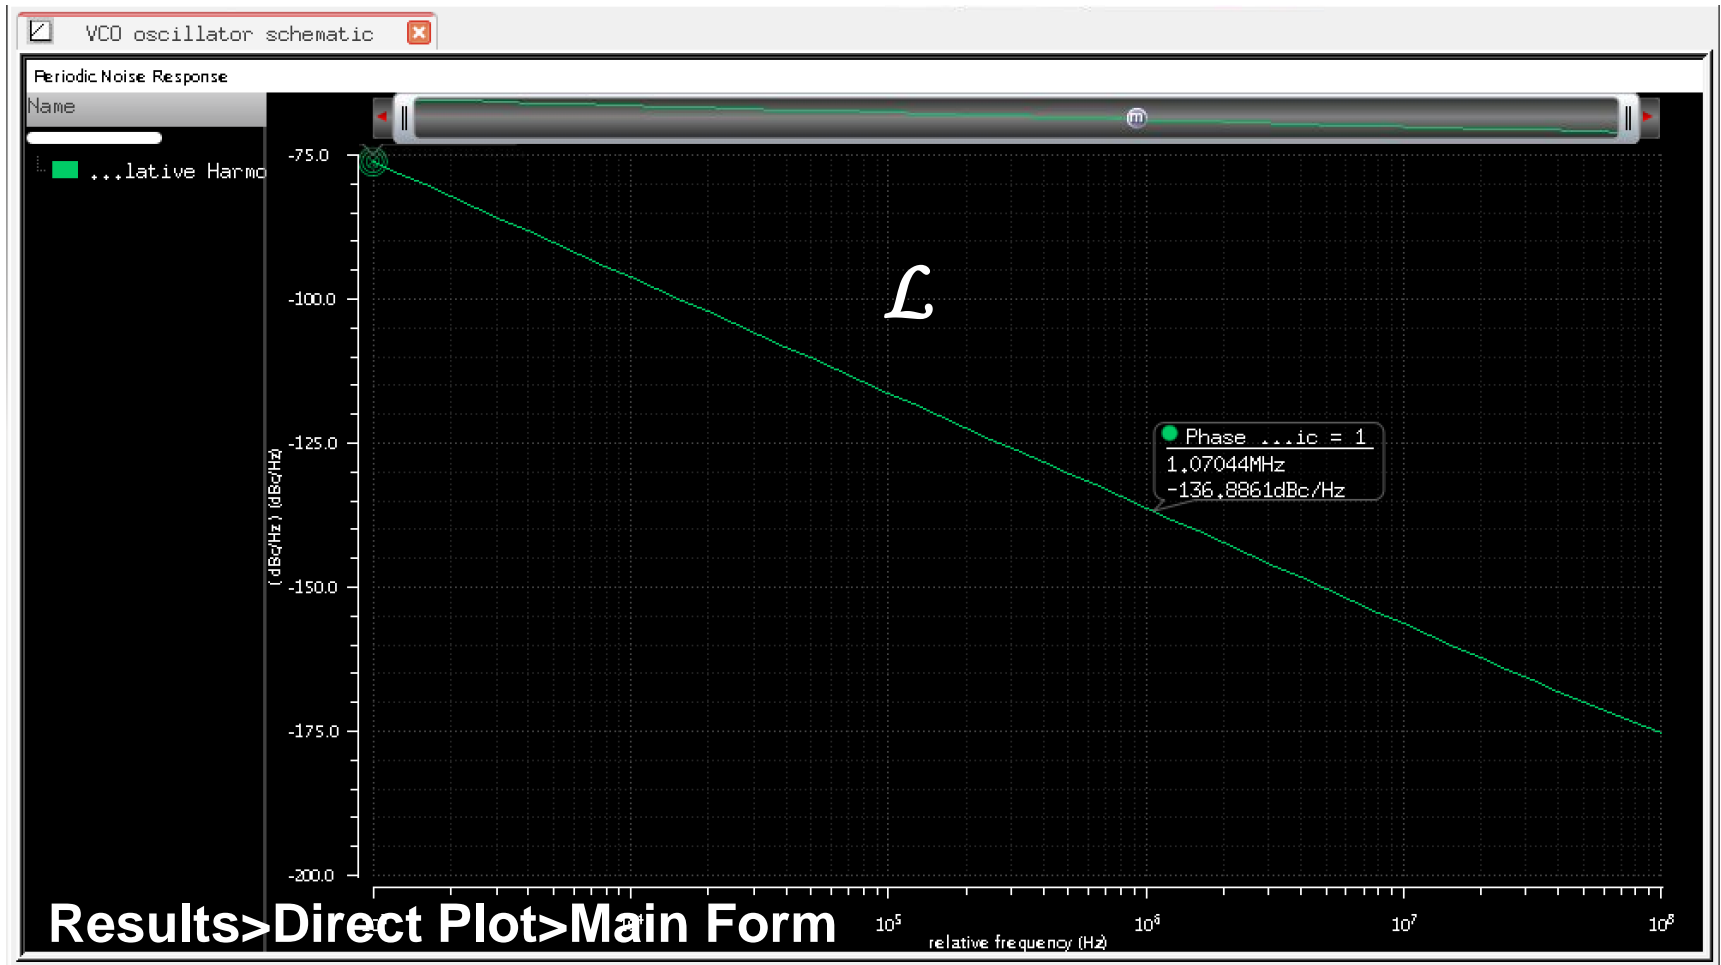 VCO oscillator schematic
Periodic Noise Response
Name
...lative Harmo
m
-75.0
-100.0
-125.0
-150.0
-175.0
-200.0
(dBc/Hz) (dBc/Hz)
ℒ
Phase ...ic = 1
1.07044MHz
-136.8861dBc/Hz
10⁵
10⁶
10⁷
10⁸
relative frequency (Hz)
Results>Direct Plot>Main Form